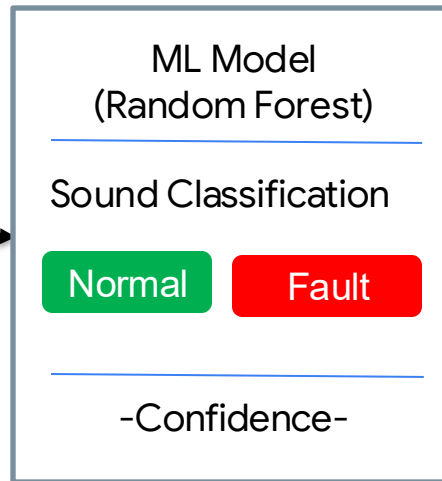 ML Model
(Random Forest)
Sound Classification
Normal Fault
-Confidence-